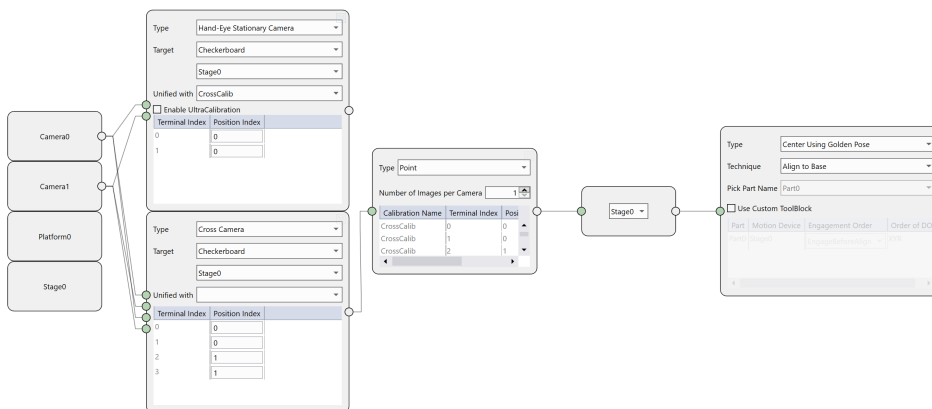 Camera0
Camera1
Platform0
Stage0
Type Hand-Eye Stationary Camera
Target Checkerboard
Stage0
Unified with CrossCalib
Enable UltraCalibration
Terminal Index Position Index
0 0
1 0
Type Cross Camera
Target Checkerboard
Stage0
Unified with
Terminal Index Position Index
0 0
1 0
2 1
3 1
Type Point
Number of Images per Camera 1
Calibration Name Terminal Index Posi
CrossCalib 0 0
CrossCalib 1 0
CrossCalib 2 1
Stage0
Type Center Using Golden Pose
Technique Align to Base
Pick Part Name Part0
Use Custom ToolBlock
Part Motion Device Engagement Order Order of DO